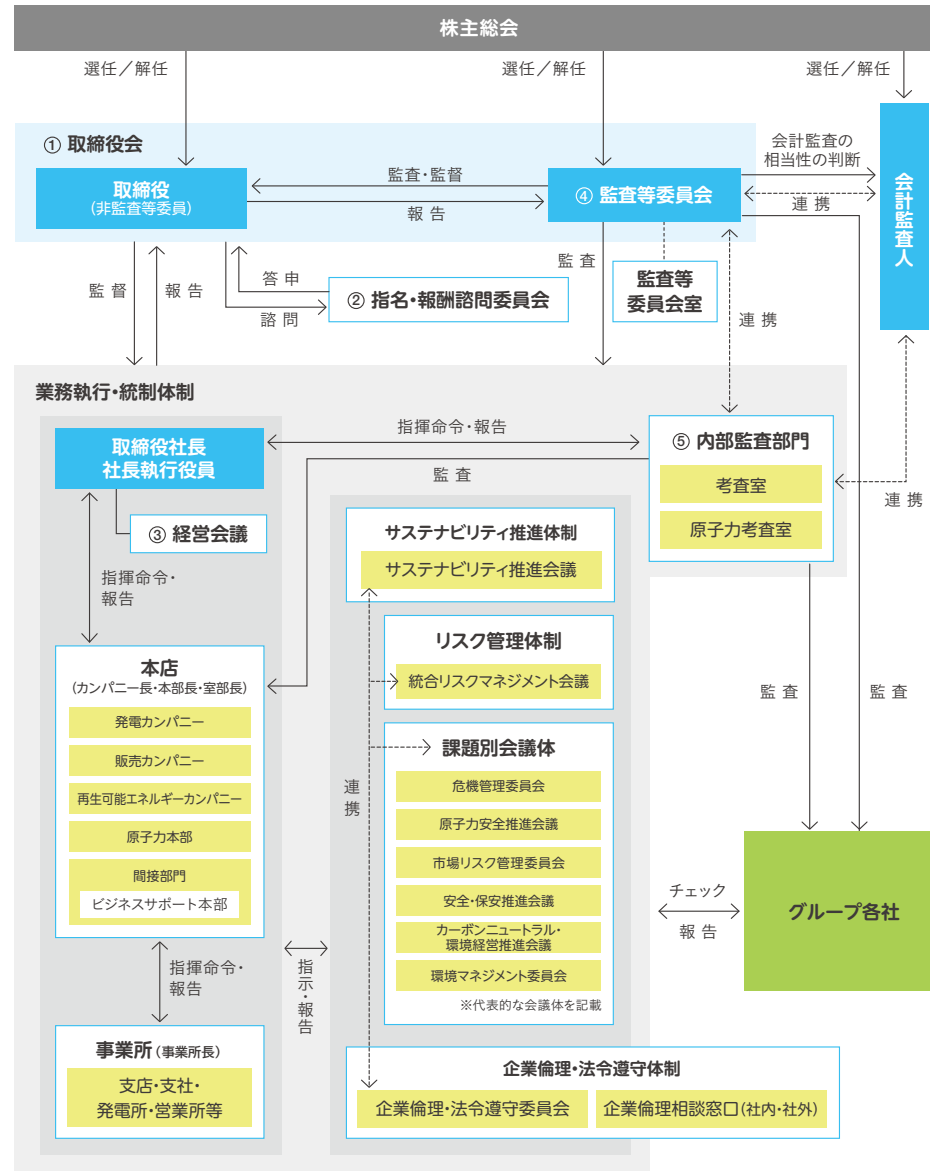 株主総会
選任／解任
選任／解任
選任／解任
① 取締役会
取締役
(非監査等委員)
監査・監督
報告
④ 監査等委員会
会計監査の
相当性の判断
連携
会計監査人
監督
報告
答申
諮問
② 指名・報酬諮問委員会
監査
監査等
委員会室
連携
業務執行・統制体制
取締役社長
社長執行役員
指揮命令・報告
監査
⑤ 内部監査部門
考査室
原子力考査室
連携
③ 経営会議
指揮命令・
報告
サステナビリティ推進体制
サステナビリティ推進会議
リスク管理体制
統合リスクマネジメント会議
監査
監査
本店
(カンパニー長・本部長・室部長)
発電カンパニー
販売カンパニー
再生可能エネルギーカンパニー
原子力本部
間接部門
ビジネスサポート本部
連携
課題別会議体
危機管理委員会
原子力安全推進会議
市場リスク管理委員会
安全・保安推進会議
カーボンニュートラル・
環境経営推進会議
環境マネジメント委員会
※代表的な会議体を記載
チェック
報告
グループ各社
指揮命令・
報告
指示・報告
事業所(事業所長)
支店・支社・
発電所・営業所等
企業倫理・法令遵守体制
企業倫理・法令遵守委員会
企業倫理相談窓口(社内・社外)